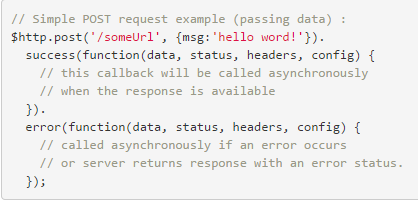 // Simple POST request example (passing data) :
$http.post('/someUrl', {msg:'hello word!'}).
  success(function(data, status, headers, config) {
    // this callback will be called asynchronously
    // when the response is available
  }).
  error(function(data, status, headers, config) {
    // called asynchronously if an error occurs
    // or server returns response with an error status.
  });